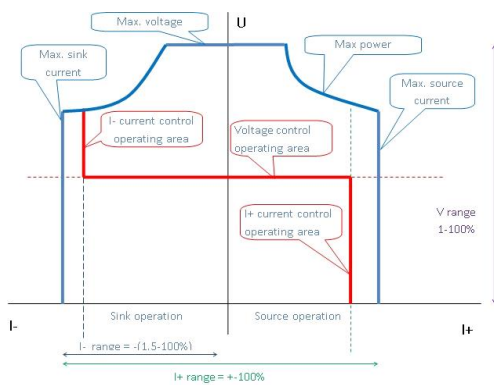 Max. voltage
U
Max. sink
current
Max power
Max. source
current
I- current control
operating area
Voltage control
operating area
I+ current control
operating area
V range
1-100%
Sink operation
Source operation
I-
I+
I- range = -(1.5-100%)
I+ range = +-100%